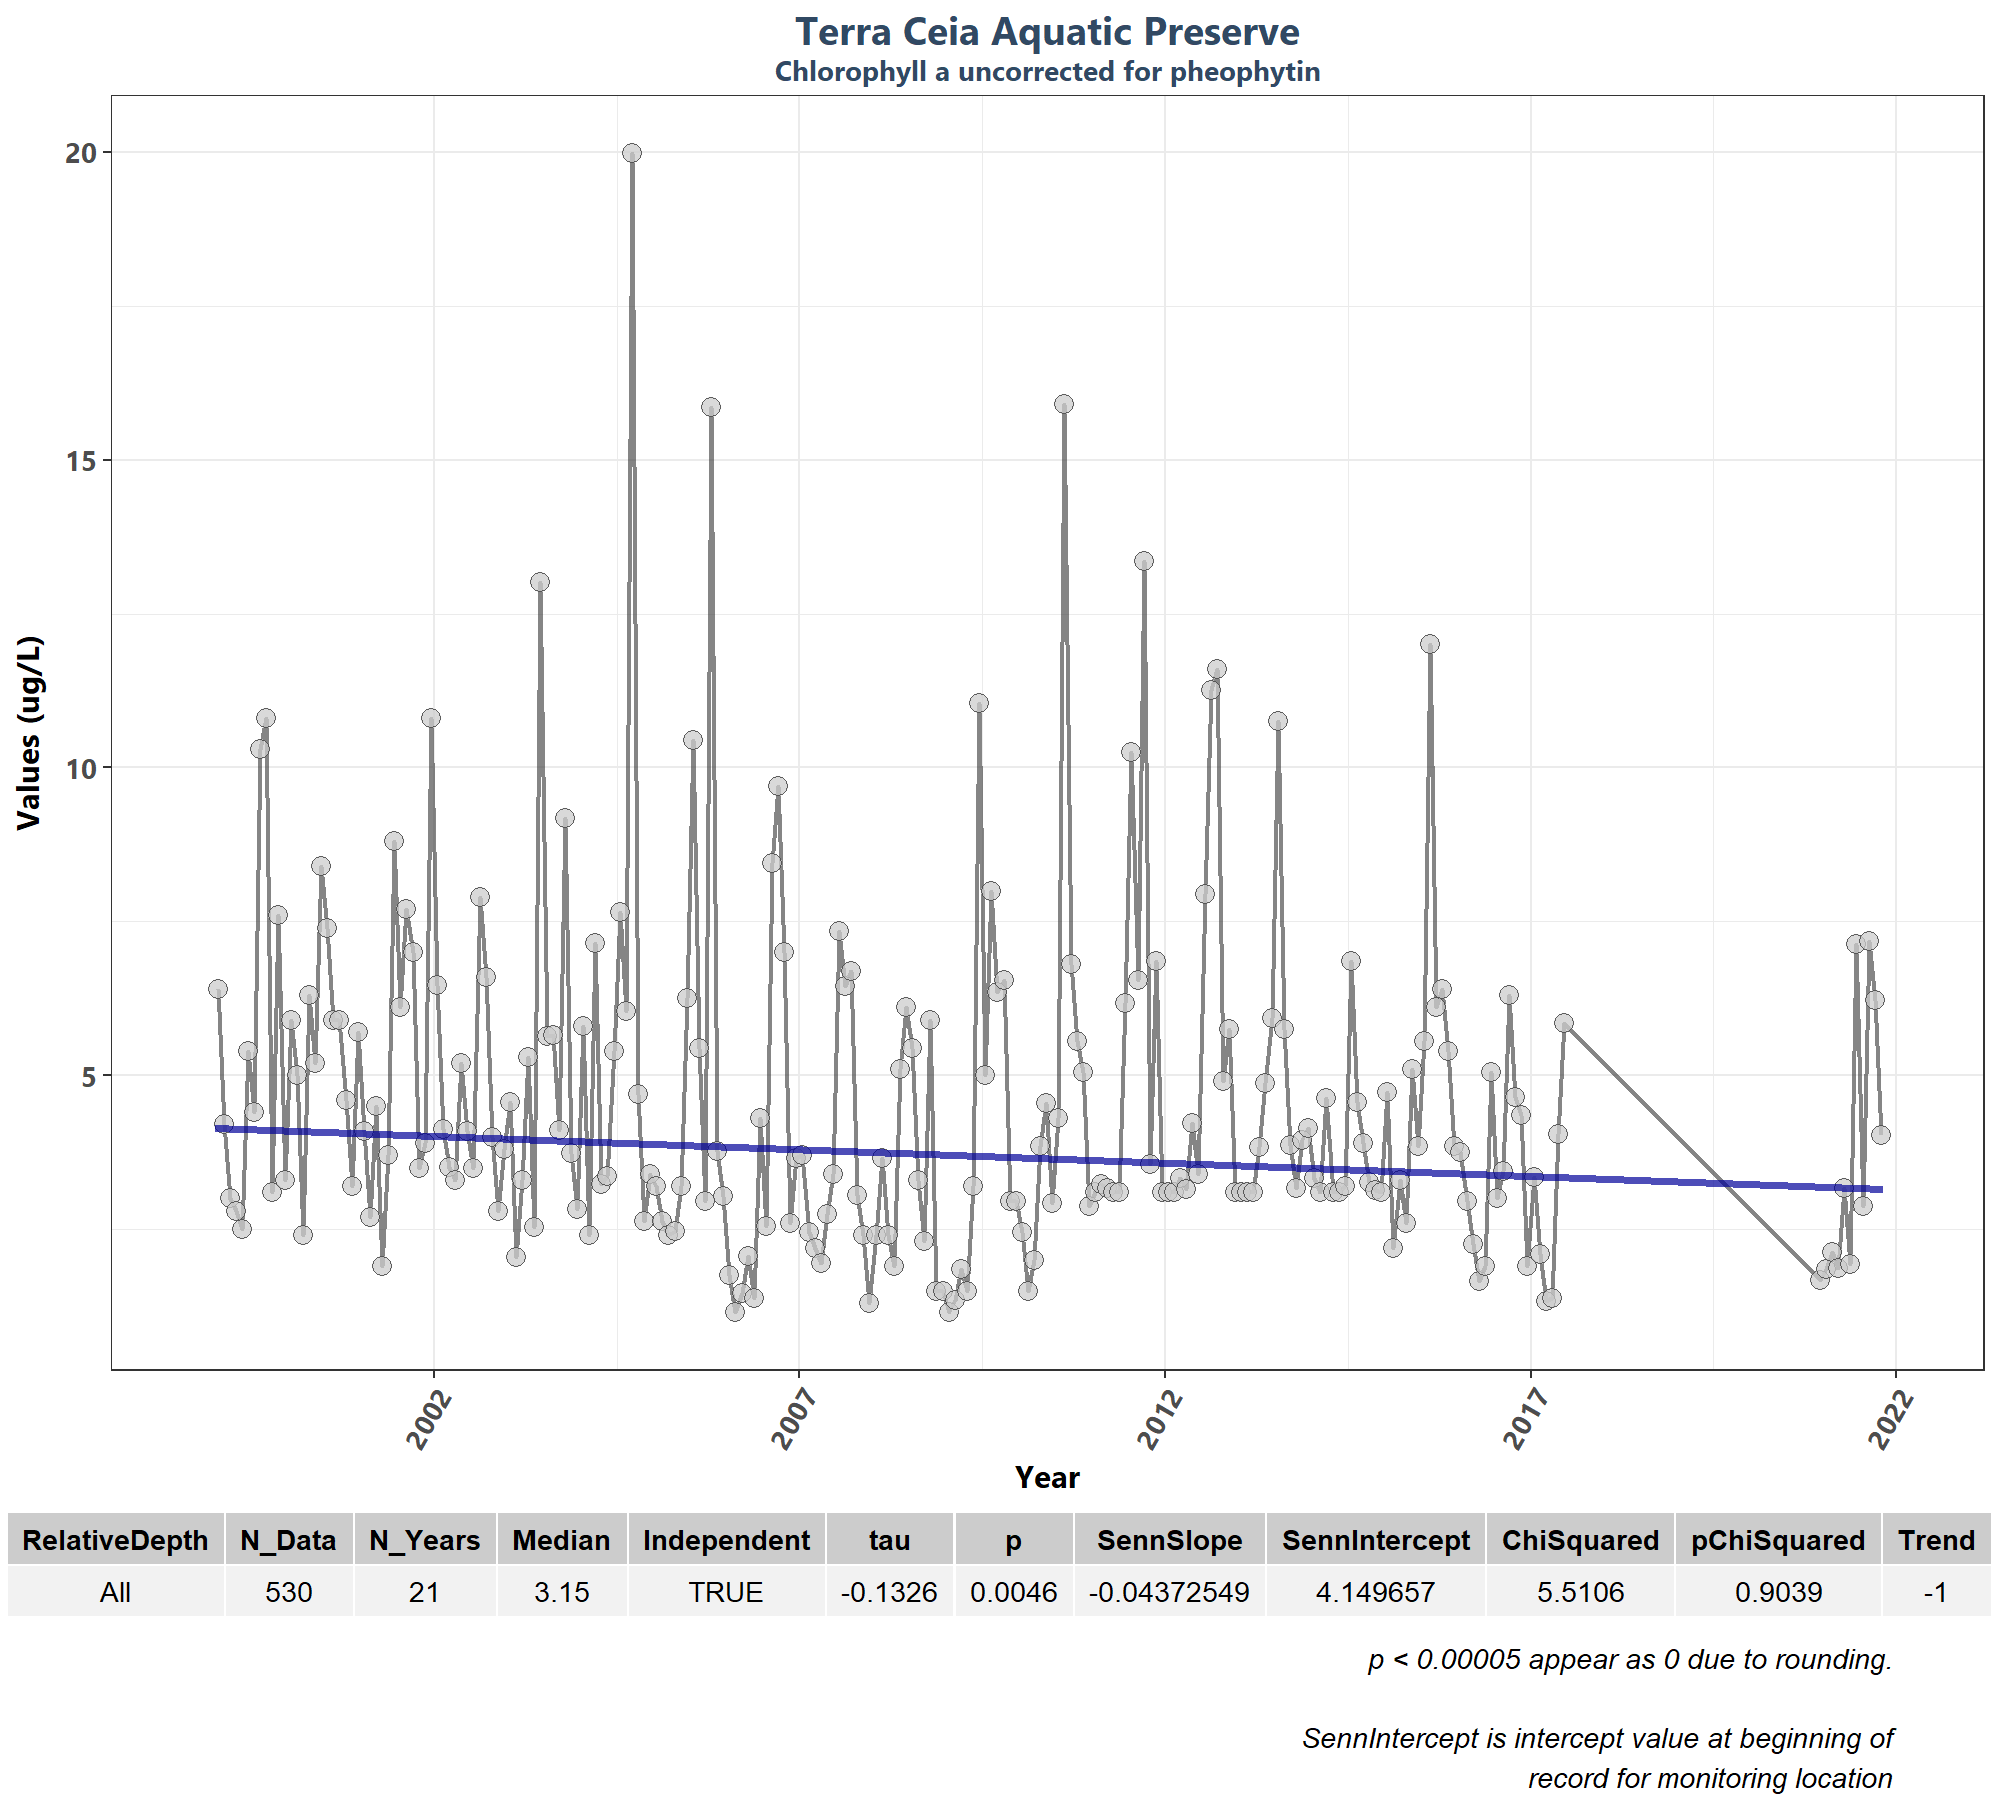 Terra Ceia Aquatic Preserve
Chlorophyll a uncorrected for pheophytin
Values (ug/L)
20
15
10
5
2002
2007
2012
2017
2022
Year
RelativeDepth N_Data N_Years Median Independent tau p SennSlope SennIntercept ChiSquared pChiSquared Trend
All 530 21 3.15 TRUE -0.1326 0.0046 -0.04372549 4.149657 5.5106 0.9039 -1
p < 0.00005 appear as 0 due to rounding.
SennIntercept is intercept value at beginning of
record for monitoring location